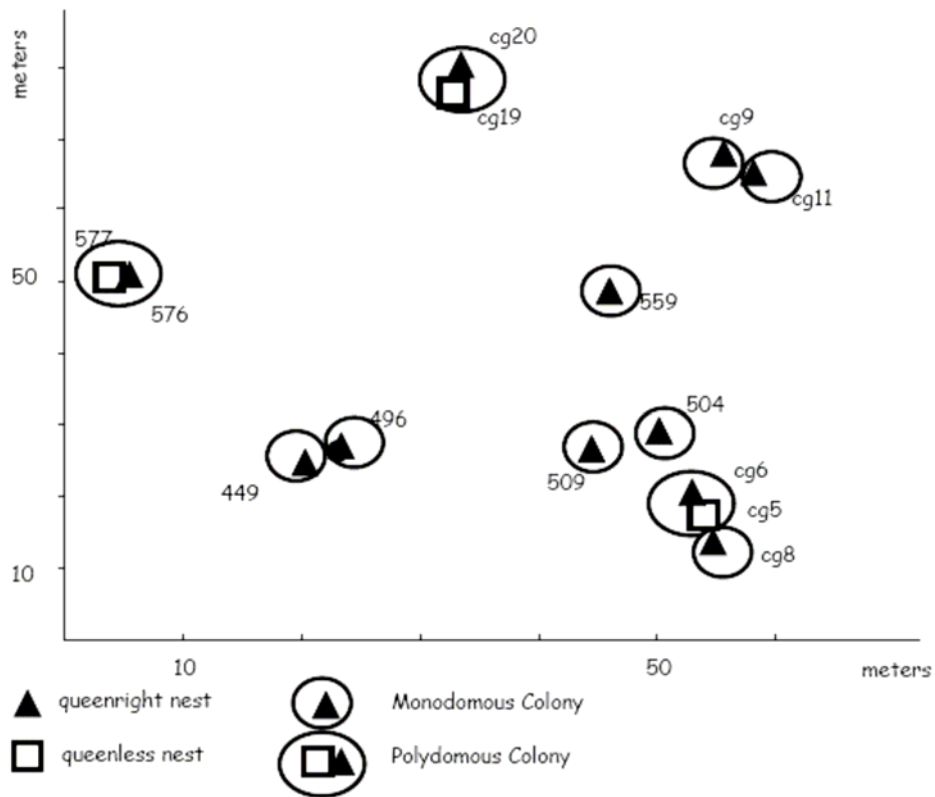 meters
cg20
cg19
cg9
cg11
577
50
576
559
496
504
449
509
cg6
cg5
cg8
10
10
50
meters
queenright nest
Monodomous Colony
queenless nest
Polydomous Colony